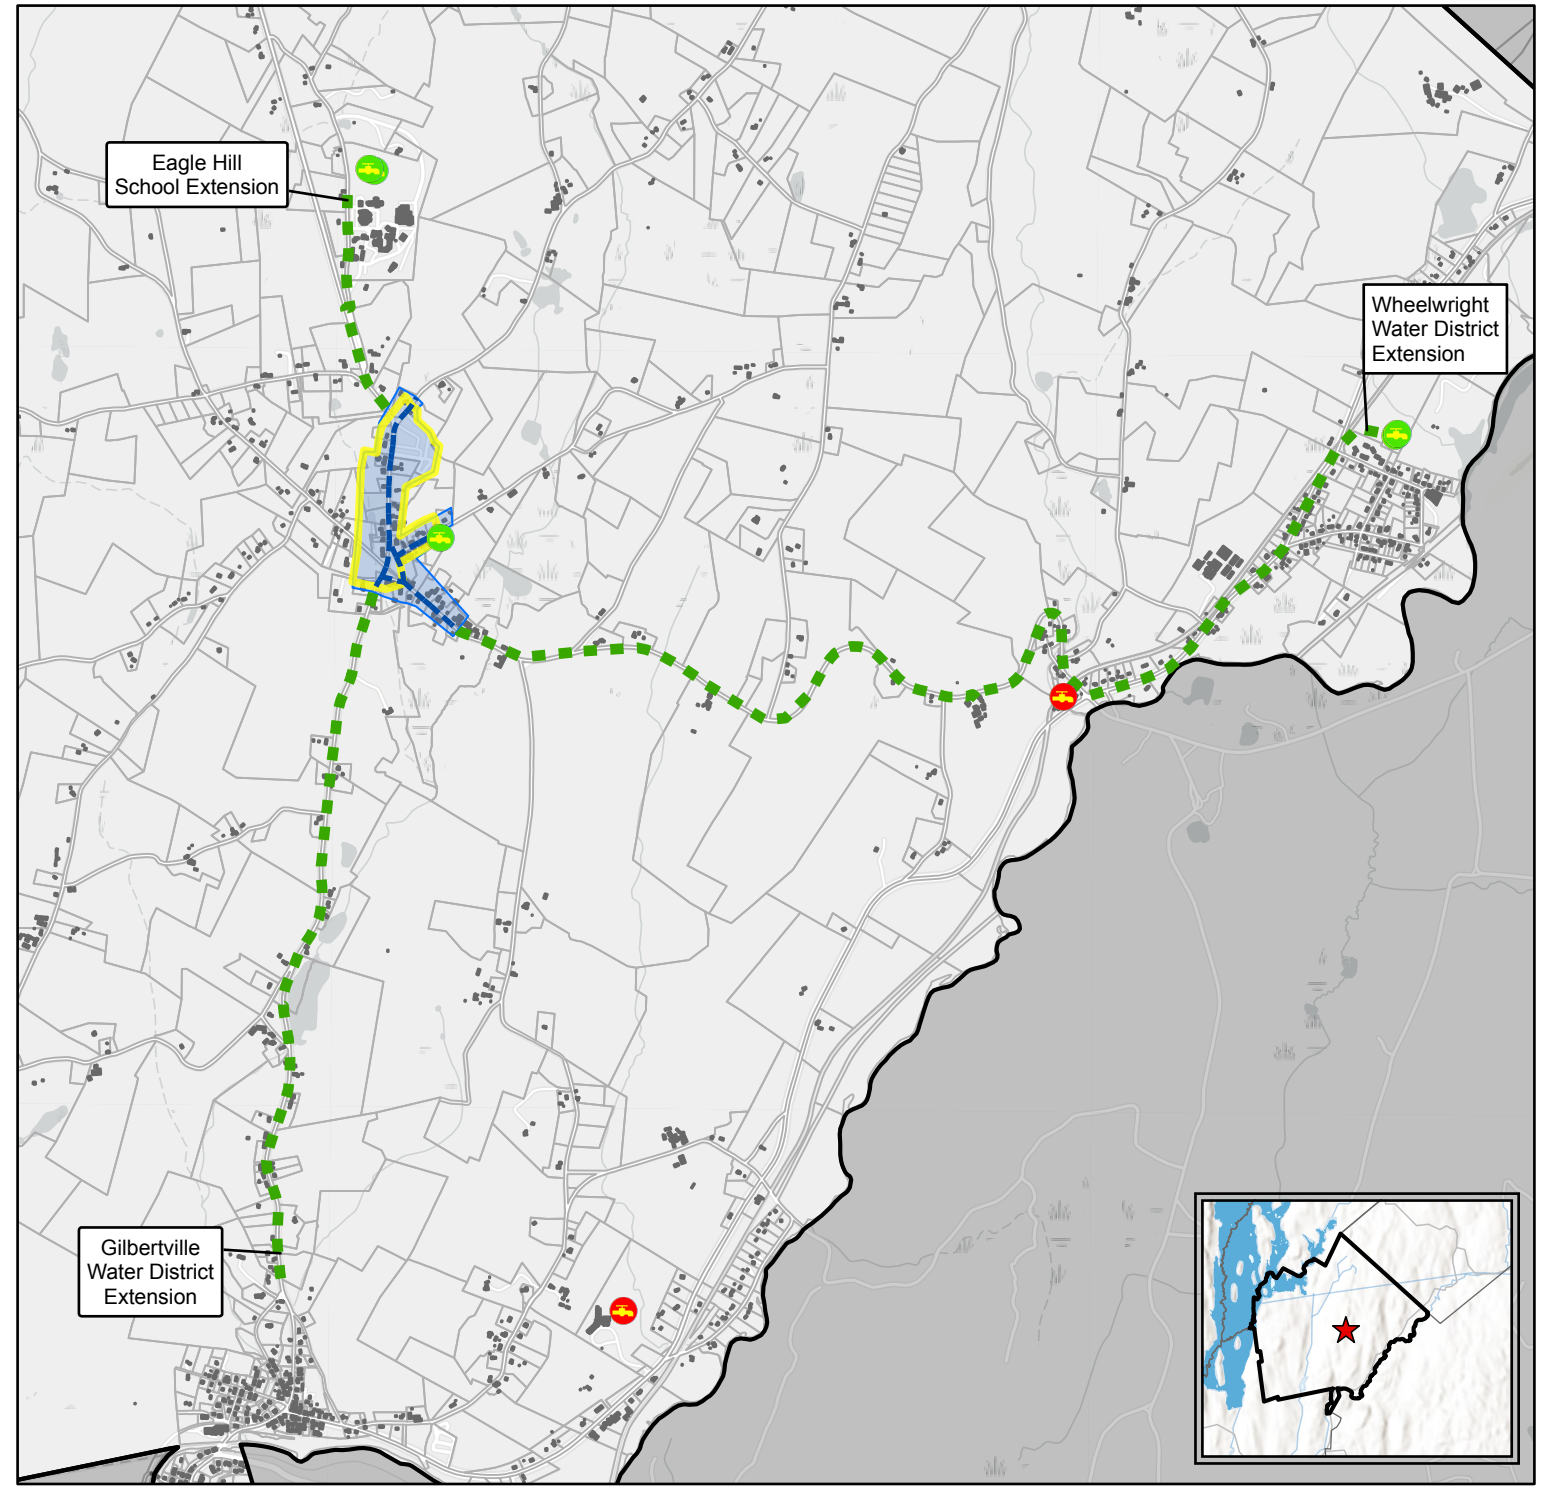 Eagle Hill
School Extension
Wheelwright
Water District
Extension
Gilbertville
Water District
Extension